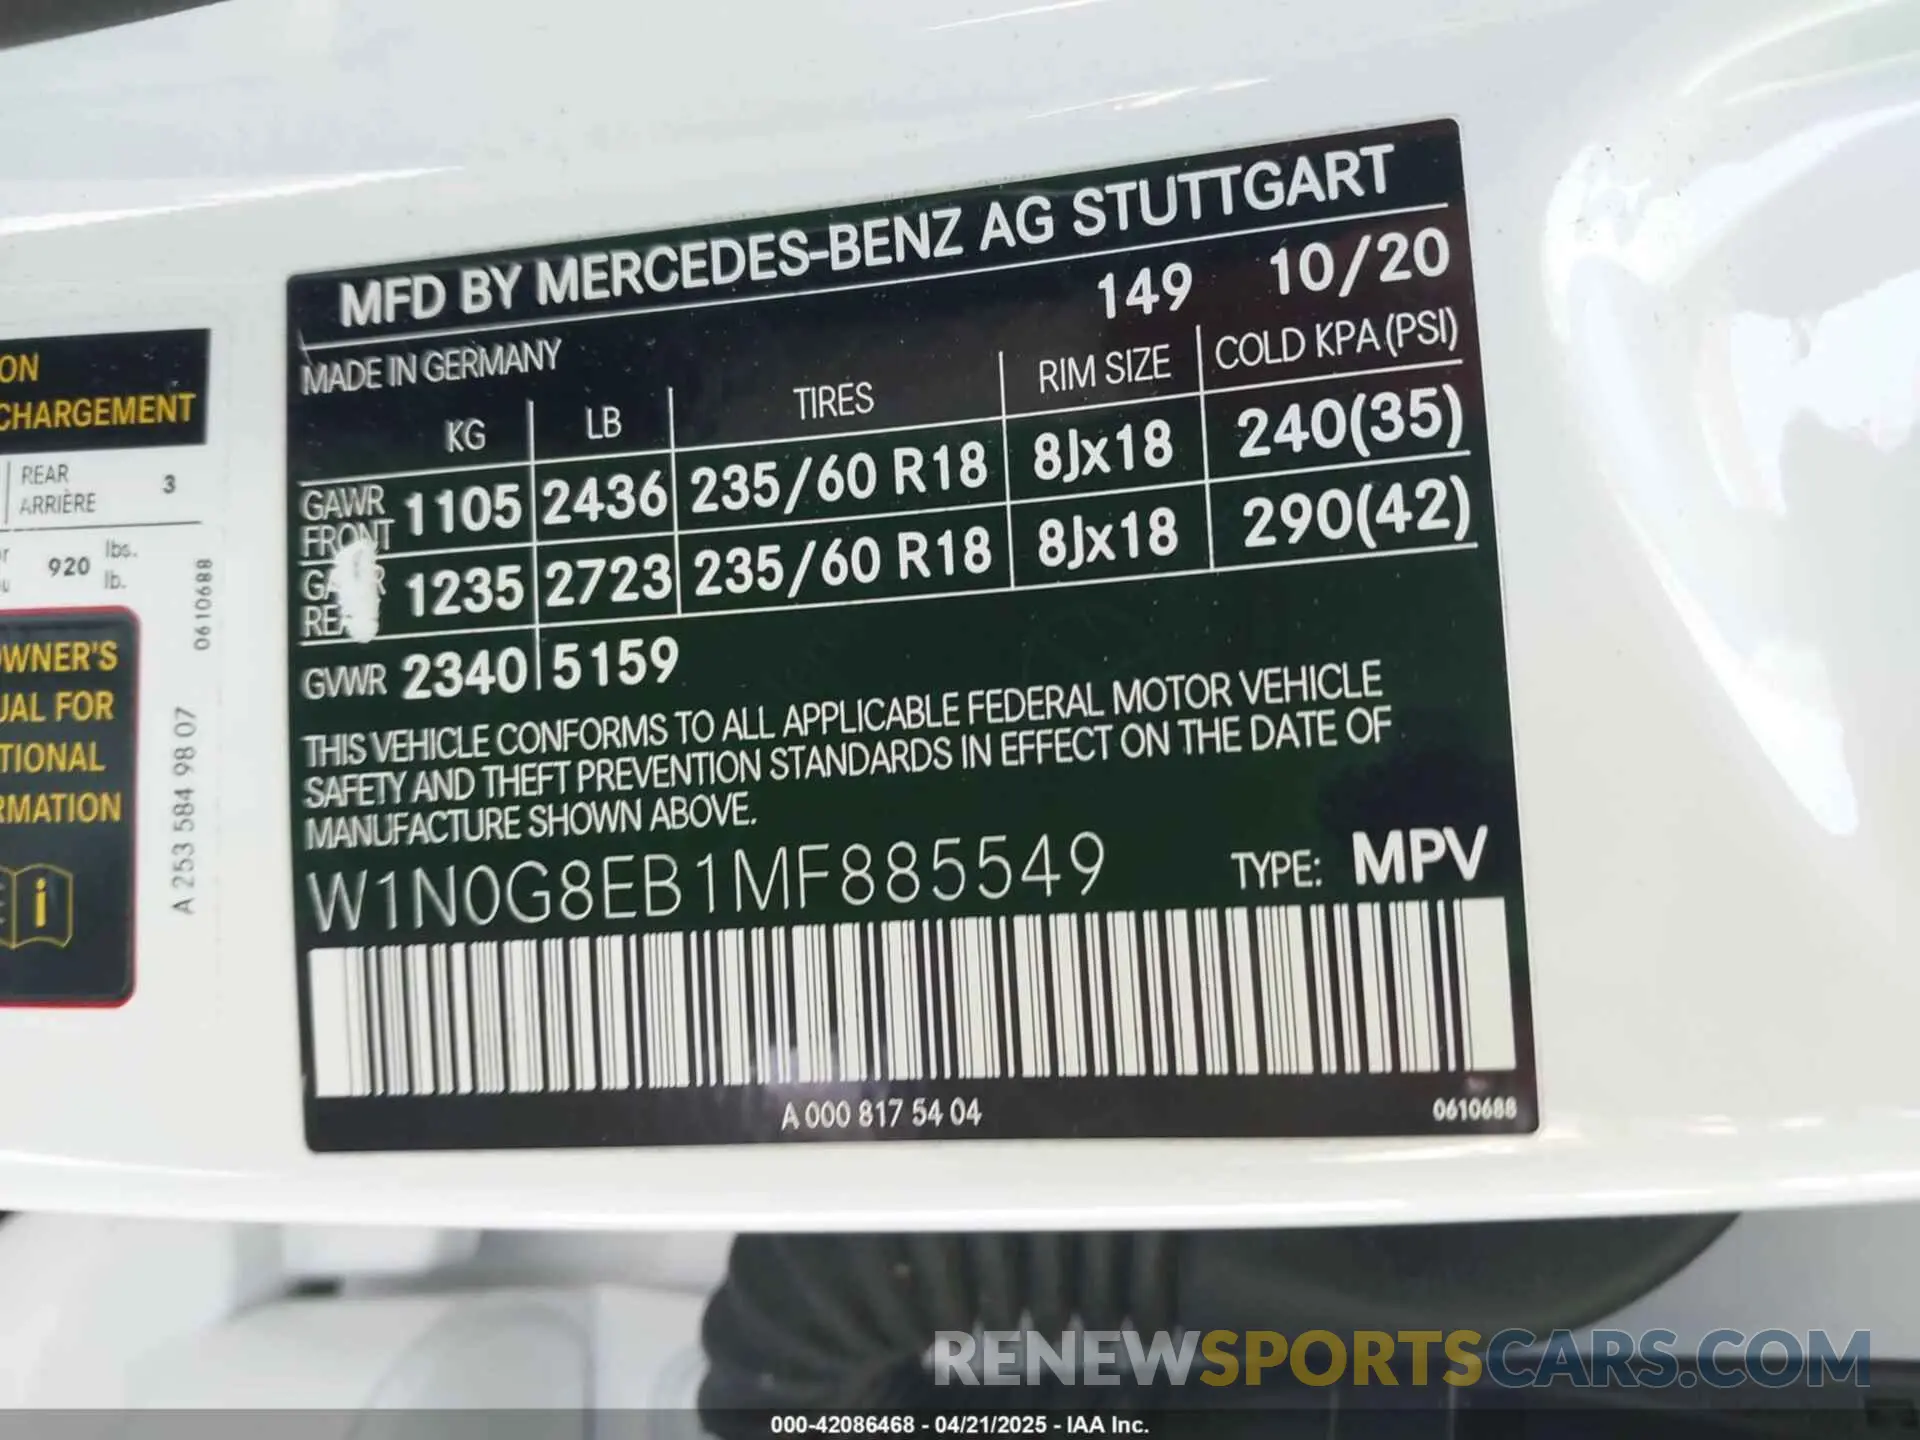 MFD BY MERCEDES-BENZ AG STUTTGART
MADE IN GERMANY 149 10/20
KG LB TIRES RIM SIZE COLD KPA (PSI)
GAWR FRONT 1105 2436 235/60 R18 8Jx18 240(35)
1235 2723 235/60 R18 8Jx18 290(42)
GVWR 2340 5159
THIS VEHICLE CONFORMS TO ALL APPLICABLE FEDERAL MOTOR VEHICLE
SAFETY AND THEFT PREVENTION STANDARDS IN EFFECT ON THE DATE OF
MANUFACTURE SHOWN ABOVE.
W1N0G8EB1MF885549 TYPE: MPV
A 000 817 54 04 0610688
ON
CHARGEMENT
REAR 3
ARRIÈRE
920 lbs.
lb.
0610688
A 253 584 98 07
WNER'S
UAL FOR
TIONAL
RMATION
i
RENEWSPORTSCARS.COM
000-42086468 - 04/21/2025 - IAA Inc.